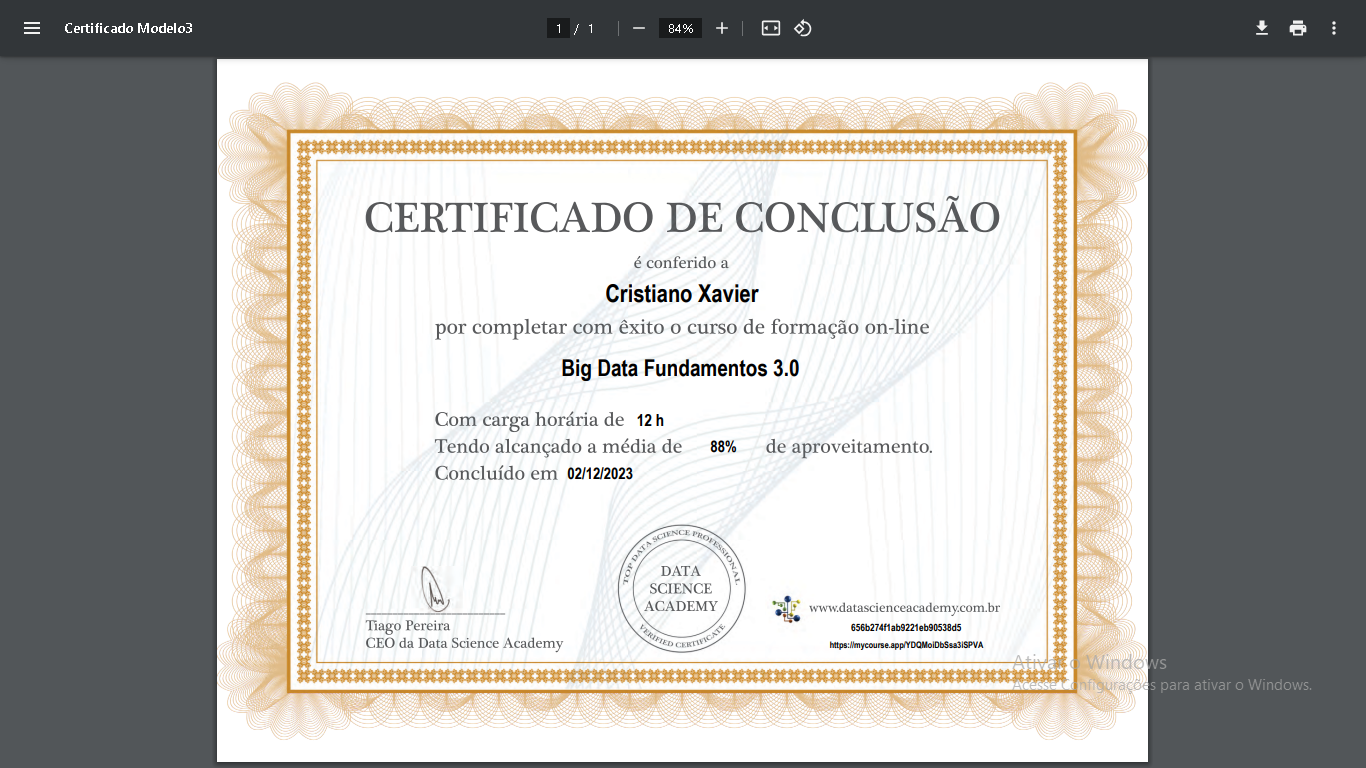 Certificado Modelo3
1 / 1
84%
CERTIFICADO DE CONCLUSÃO
é conferido a
Cristiano Xavier
por completar com êxito o curso de formação on-line
Big Data Fundamentos 3.0
Com carga horária de 12 h
Tendo alcançado a média de 88% de aproveitamento.
Concluído em 02/12/2023
TOP DATA SCIENCE PROFESSIONAL
DATA
SCIENCE
ACADEMY
VERIFIED CERTIFICATE
Tiago Pereira
CEO da Data Science Academy
www.datascienceacademy.com.br
656b274f1ab9221eb90538d5
https://mycourse.app/YDQMoiDbSsa3iSPVA
Ativar o Windows
Acesse Configurações para ativar o Windows.